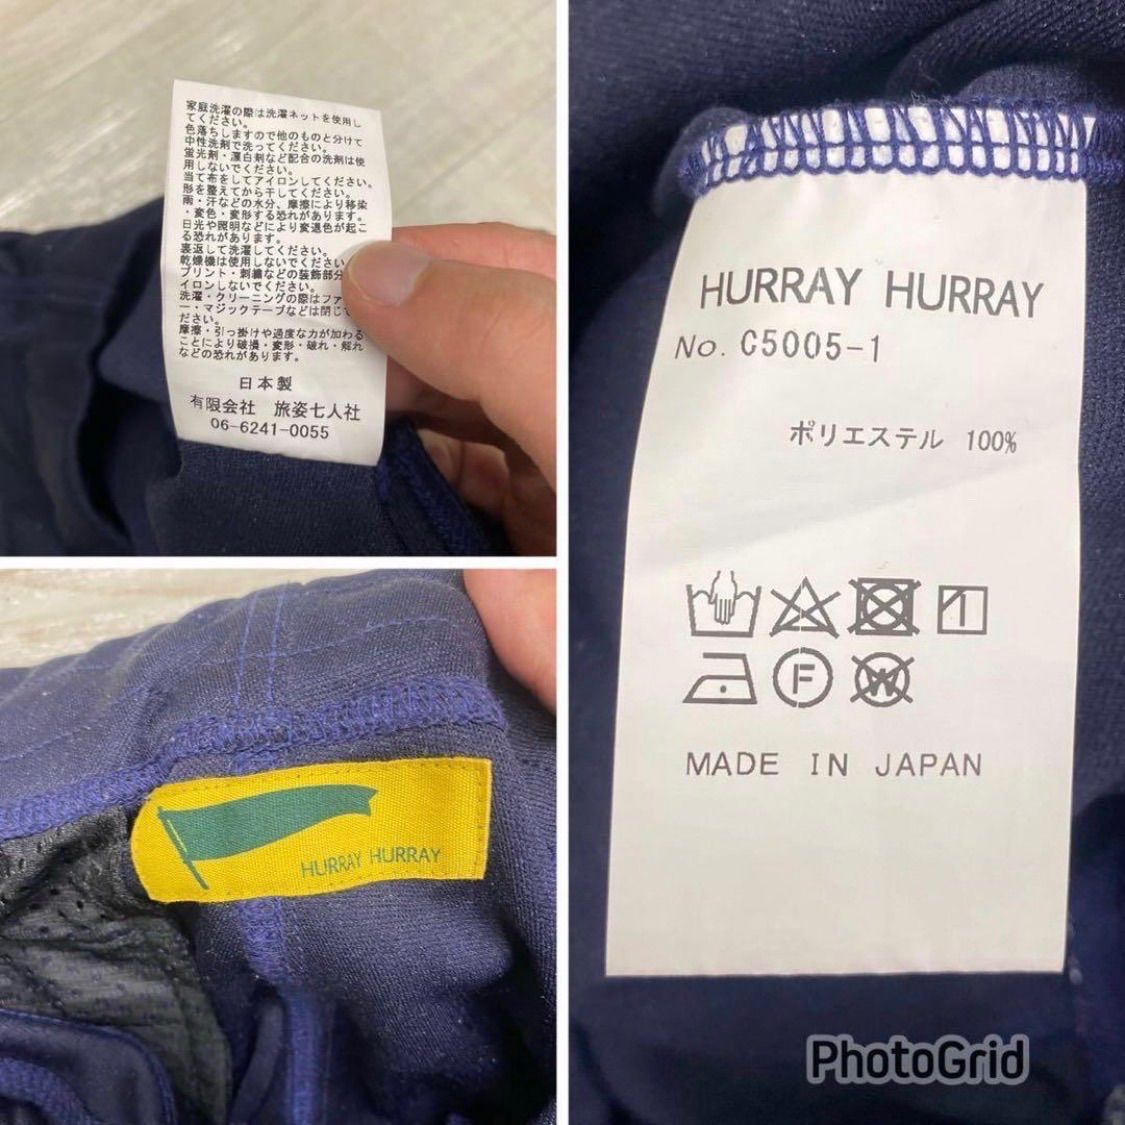 家庭洗濯の際は洗濯ネットを使用し
てください。
色落ちしますので他のものと分けて
中性洗剤で洗ってください。
蛍光剤・漂白剤など配合の洗剤は使
用しないでください。
当て布をしてアイロンしてください。
形を整えてから干してください。
雨・汗などの水分、摩擦により移染
・変色・変形する恐れがあります。
日光や照明などにより変退色が起こ
る恐れがあります。
裏返して洗濯してください。
乾燥機は使用しないでください
プリント・刺繍などの装飾部分
イロンしないでください。
洗濯・クリーニングの際はファ
ー・マジックテープなどは閉じて
ださい。
摩擦・引っ掛けや過度な力が加わる
ことにより破損・変形・破れ・解れ
などの恐れがあります。
日本製
有限会社 旅姿七人社
06-6241-0055
HURRAY HURRAY
HURRAY HURRAY
No. C5005-1
ポリエステル 100%
F
W
MADE IN JAPAN
PhotoGrid